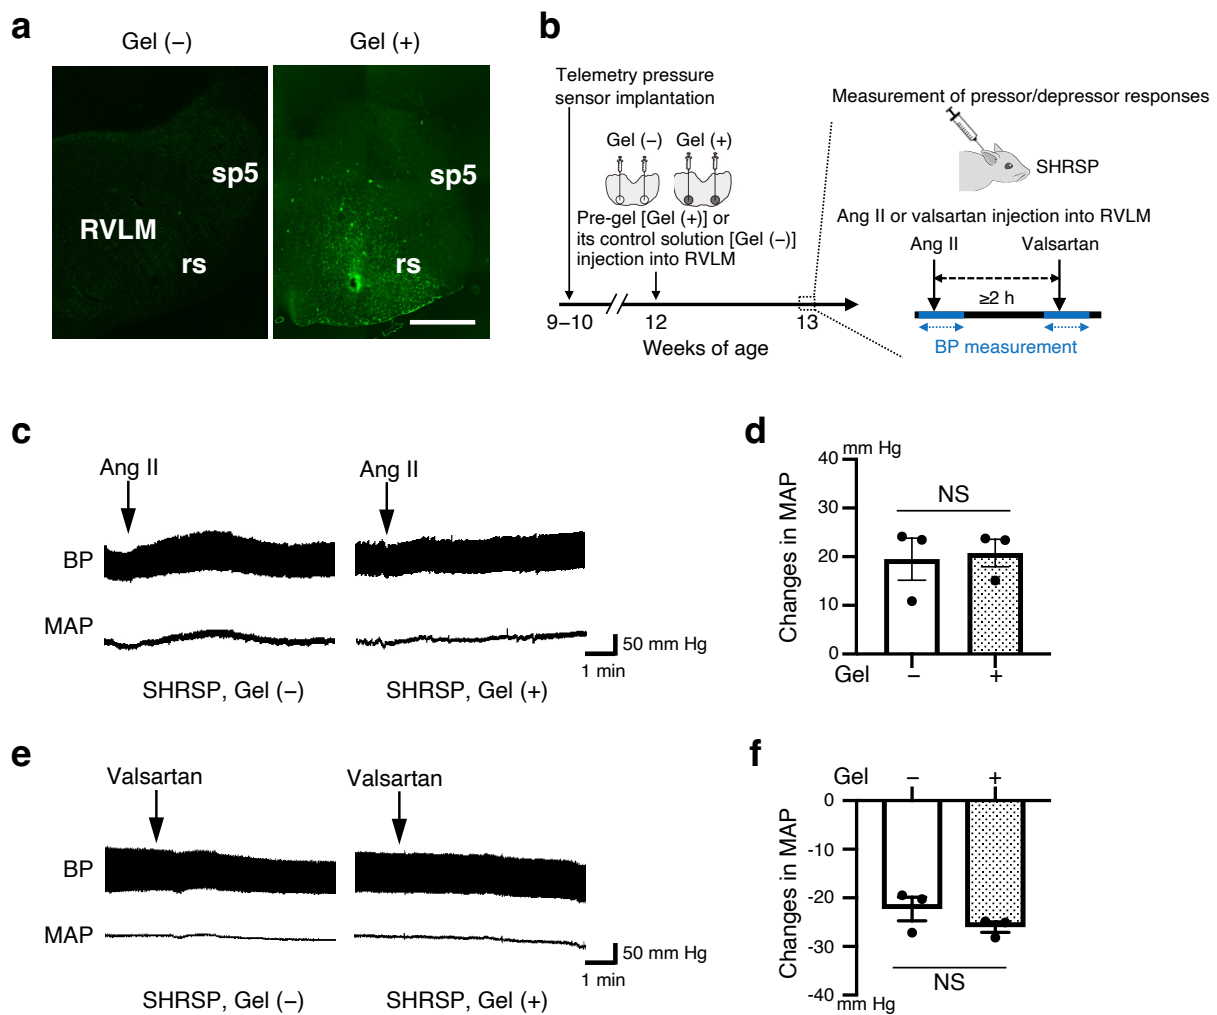 a
Gel (−)
Gel (+)
sp5
RVLM
rs
sp5
rs
b
Telemetry pressure
sensor implantation
Gel (−) Gel (+)
Pre-gel [Gel (+)] or
its control solution [Gel (−)]
injection into RVLM
9−10
12
13
Weeks of age
Measurement of pressor/depressor responses
SHRSP
Ang II or valsartan injection into RVLM
Ang II
Valsartan
≥2 h
BP measurement
c
Ang II
Ang II
BP
MAP
50 mm Hg
1 min
SHRSP, Gel (−)
SHRSP, Gel (+)
d
mm Hg
Changes in MAP
40
30
20
10
0
NS
Gel − +
e
Valsartan
Valsartan
BP
MAP
50 mm Hg
1 min
SHRSP, Gel (−)
SHRSP, Gel (+)
f
Gel − +
Changes in MAP
0
-10
-20
-30
-40
NS
mm Hg